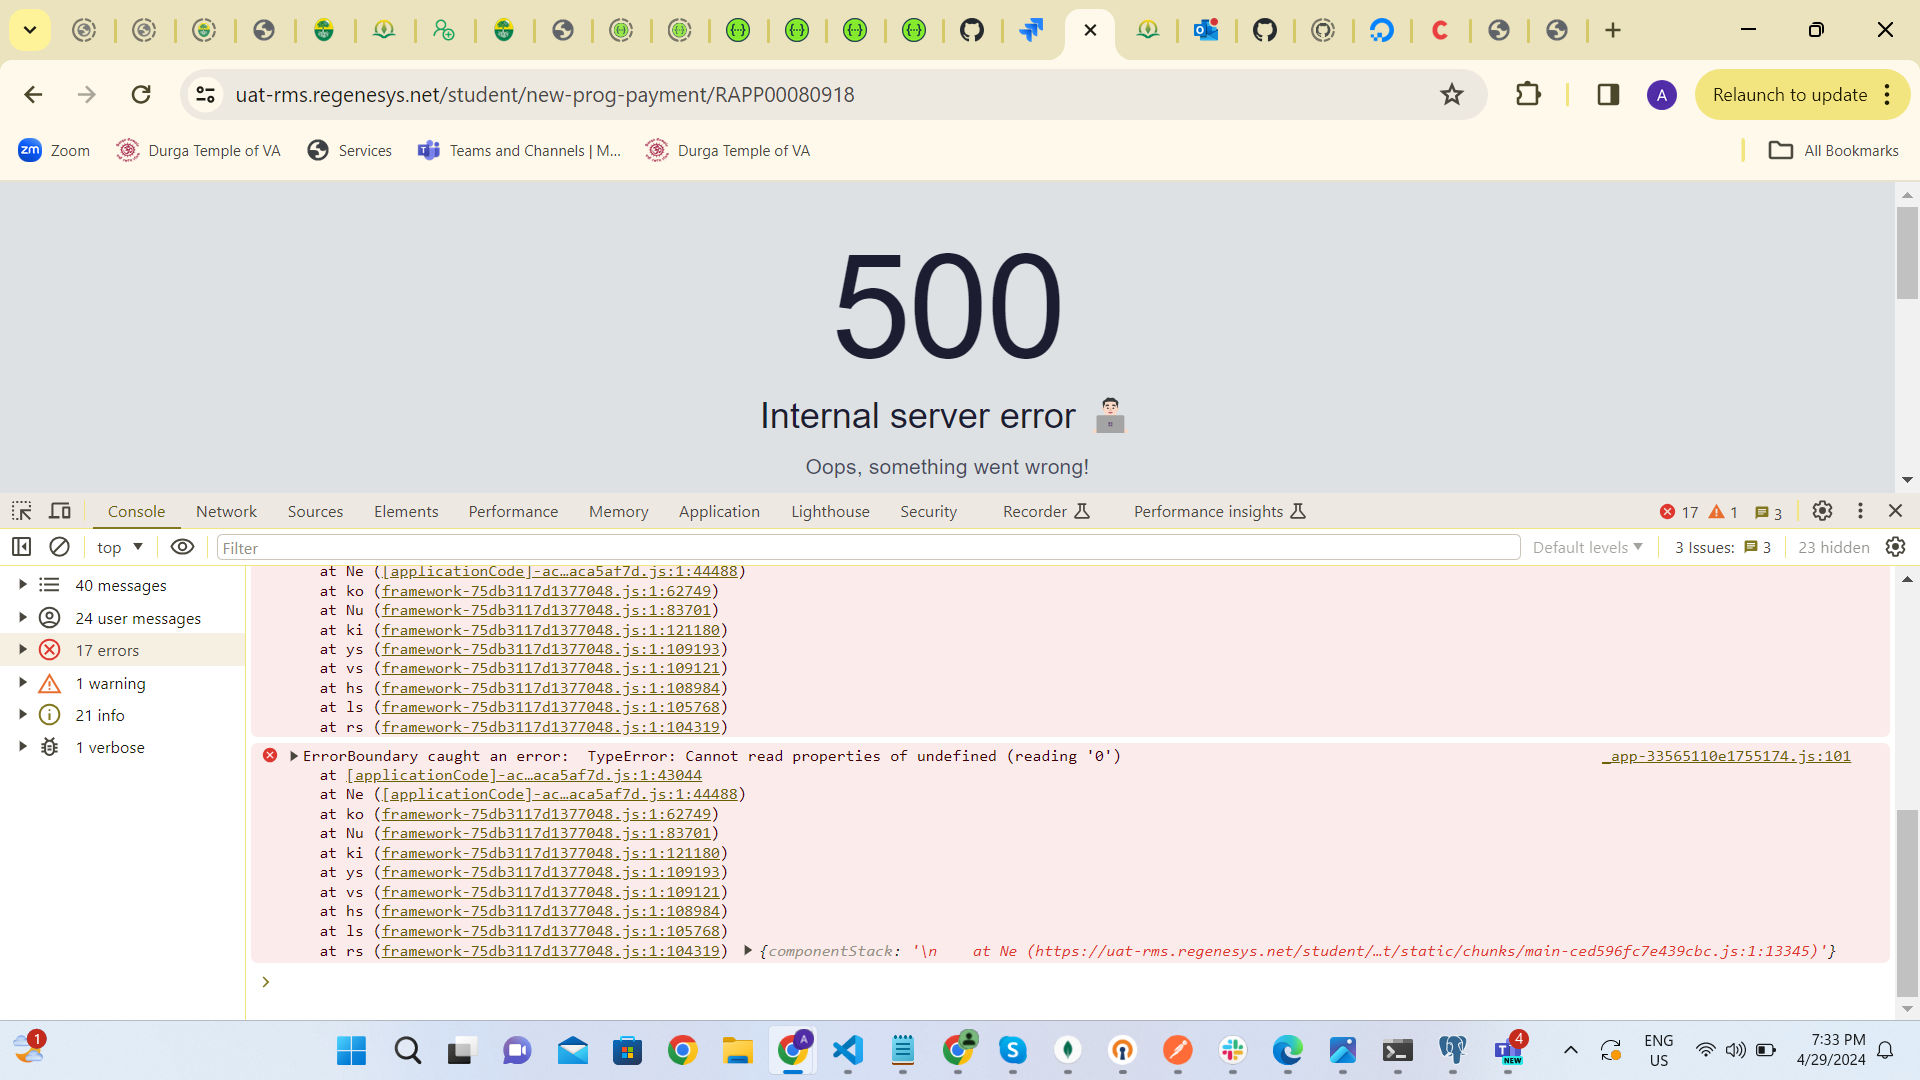 uat-rms.regenesys.net/student/new-prog-payment/RAPP00080918
A
Relaunch to update
zm Zoom
Durga Temple of VA
Services
Teams and Channels | M...
Durga Temple of VA
All Bookmarks
500
Internal server error
Oops, something went wrong!
Console Network Sources Elements Performance Memory Application Lighthouse Security Recorder Performance insights 17 1 3
top Filter Default levels 3 Issues: 3 23 hidden
40 messages
24 user messages
17 errors
1 warning
21 info
1 verbose
at Ne ([applicationCode]-ac…aca5af7d.js:1:44488)
at ko (framework-75db3117d1377048.js:1:62749)
at Nu (framework-75db3117d1377048.js:1:83701)
at ki (framework-75db3117d1377048.js:1:121180)
at ys (framework-75db3117d1377048.js:1:109193)
at vs (framework-75db3117d1377048.js:1:109121)
at hs (framework-75db3117d1377048.js:1:108984)
at ls (framework-75db3117d1377048.js:1:105768)
at rs (framework-75db3117d1377048.js:1:104319)
ErrorBoundary caught an error: TypeError: Cannot read properties of undefined (reading '0') _app-33565110e1755174.js:101
at [applicationCode]-ac…aca5af7d.js:1:43044
at Ne ([applicationCode]-ac…aca5af7d.js:1:44488)
at ko (framework-75db3117d1377048.js:1:62749)
at Nu (framework-75db3117d1377048.js:1:83701)
at ki (framework-75db3117d1377048.js:1:121180)
at ys (framework-75db3117d1377048.js:1:109193)
at vs (framework-75db3117d1377048.js:1:109121)
at hs (framework-75db3117d1377048.js:1:108984)
at ls (framework-75db3117d1377048.js:1:105768)
at rs (framework-75db3117d1377048.js:1:104319) {componentStack: '\n    at Ne (https://uat-rms.regenesys.net/student/…t/static/chunks/main-ced596fc7e439cbc.js:1:13345)'}
1
A
4
NEW
ENG
US
7:33 PM
4/29/2024